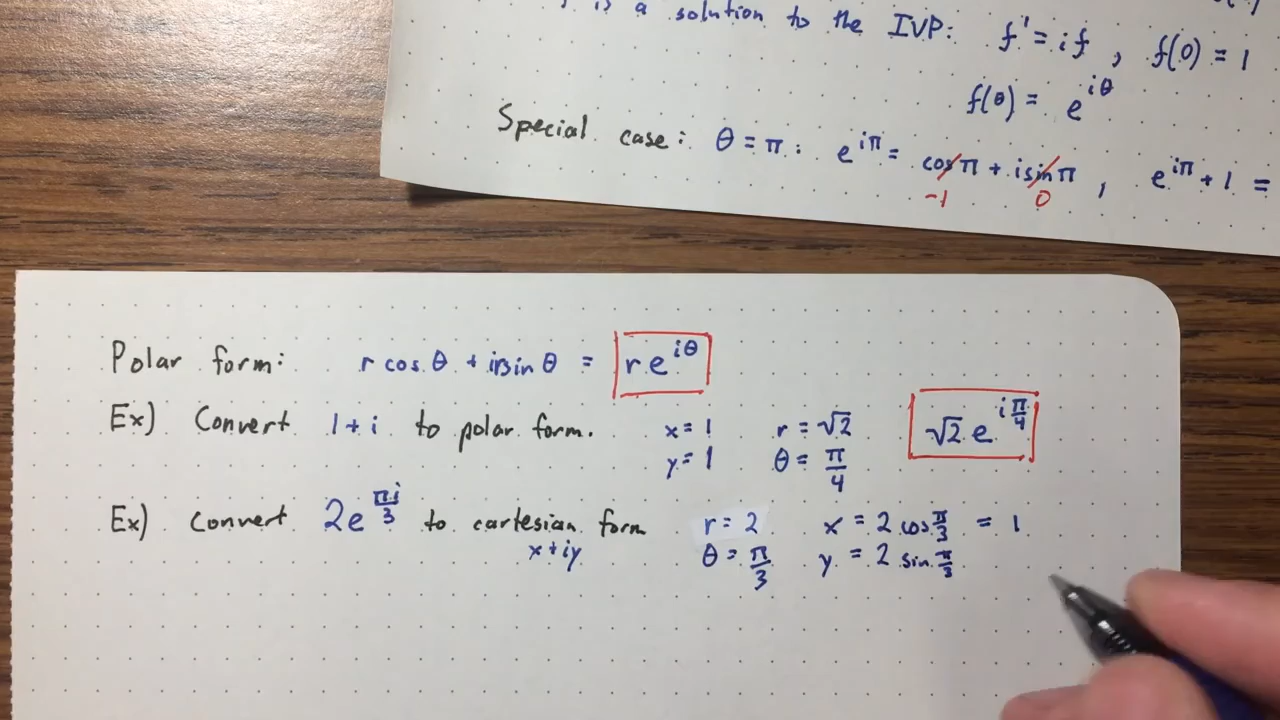 is a solution to the IVP: f' = if , f(0) = 1
f(θ) = e^{iθ}
Special case: θ = π: e^{iπ} = cos π + i sin π , e^{iπ} + 1 =
-1 0
Polar form: r cos θ + i r sin θ = r e^{iθ}
Ex) Convert 1 + i to polar form. x = 1 r = √2 √2 e^{i π/4}
y = 1 θ = π/4
Ex) Convert 2e^{πi/3} to cartesian form r = 2 x = 2 cos π/3 = 1
x + iy θ = π/3 y = 2 sin π/3